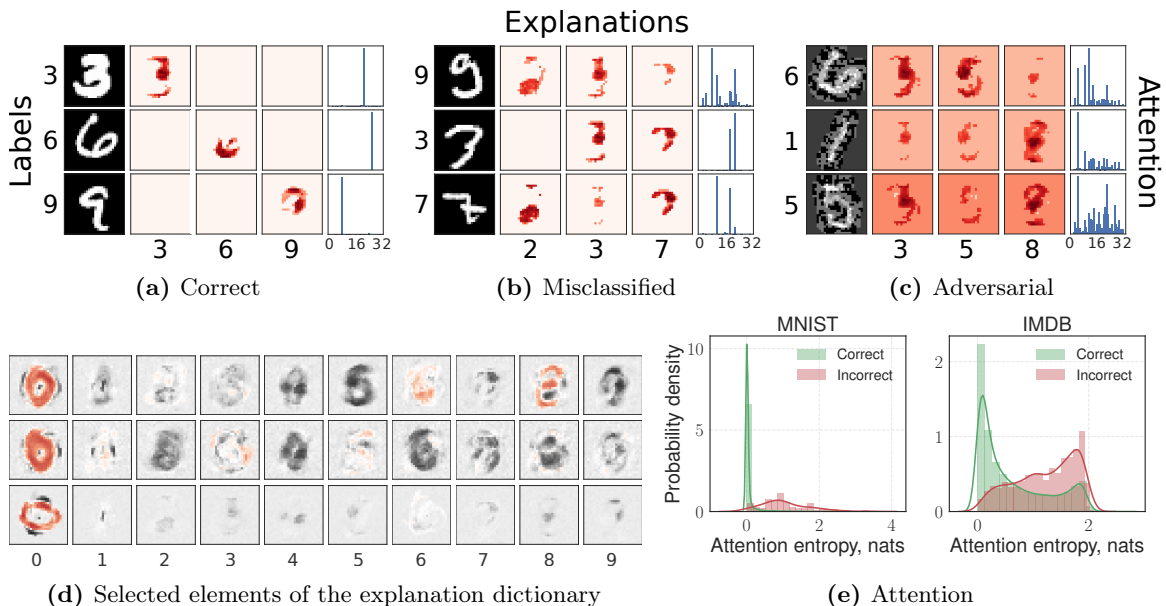 Explanations
Labels
3
6
9
3 6 9 0 16 32
(a) Correct
9
3
7
2 3 7 0 16 32
(b) Misclassified
6
1
5
3 5 8 0 16 32
(c) Adversarial
Attention
0 1 2 3 4 5 6 7 8 9
(d) Selected elements of the explanation dictionary
MNIST
Probability density
10
5
0
Correct
Incorrect
0 2 4
Attention entropy, nats
IMDB
2
1
0
Correct
Incorrect
0 2
Attention entropy, nats
(e) Attention